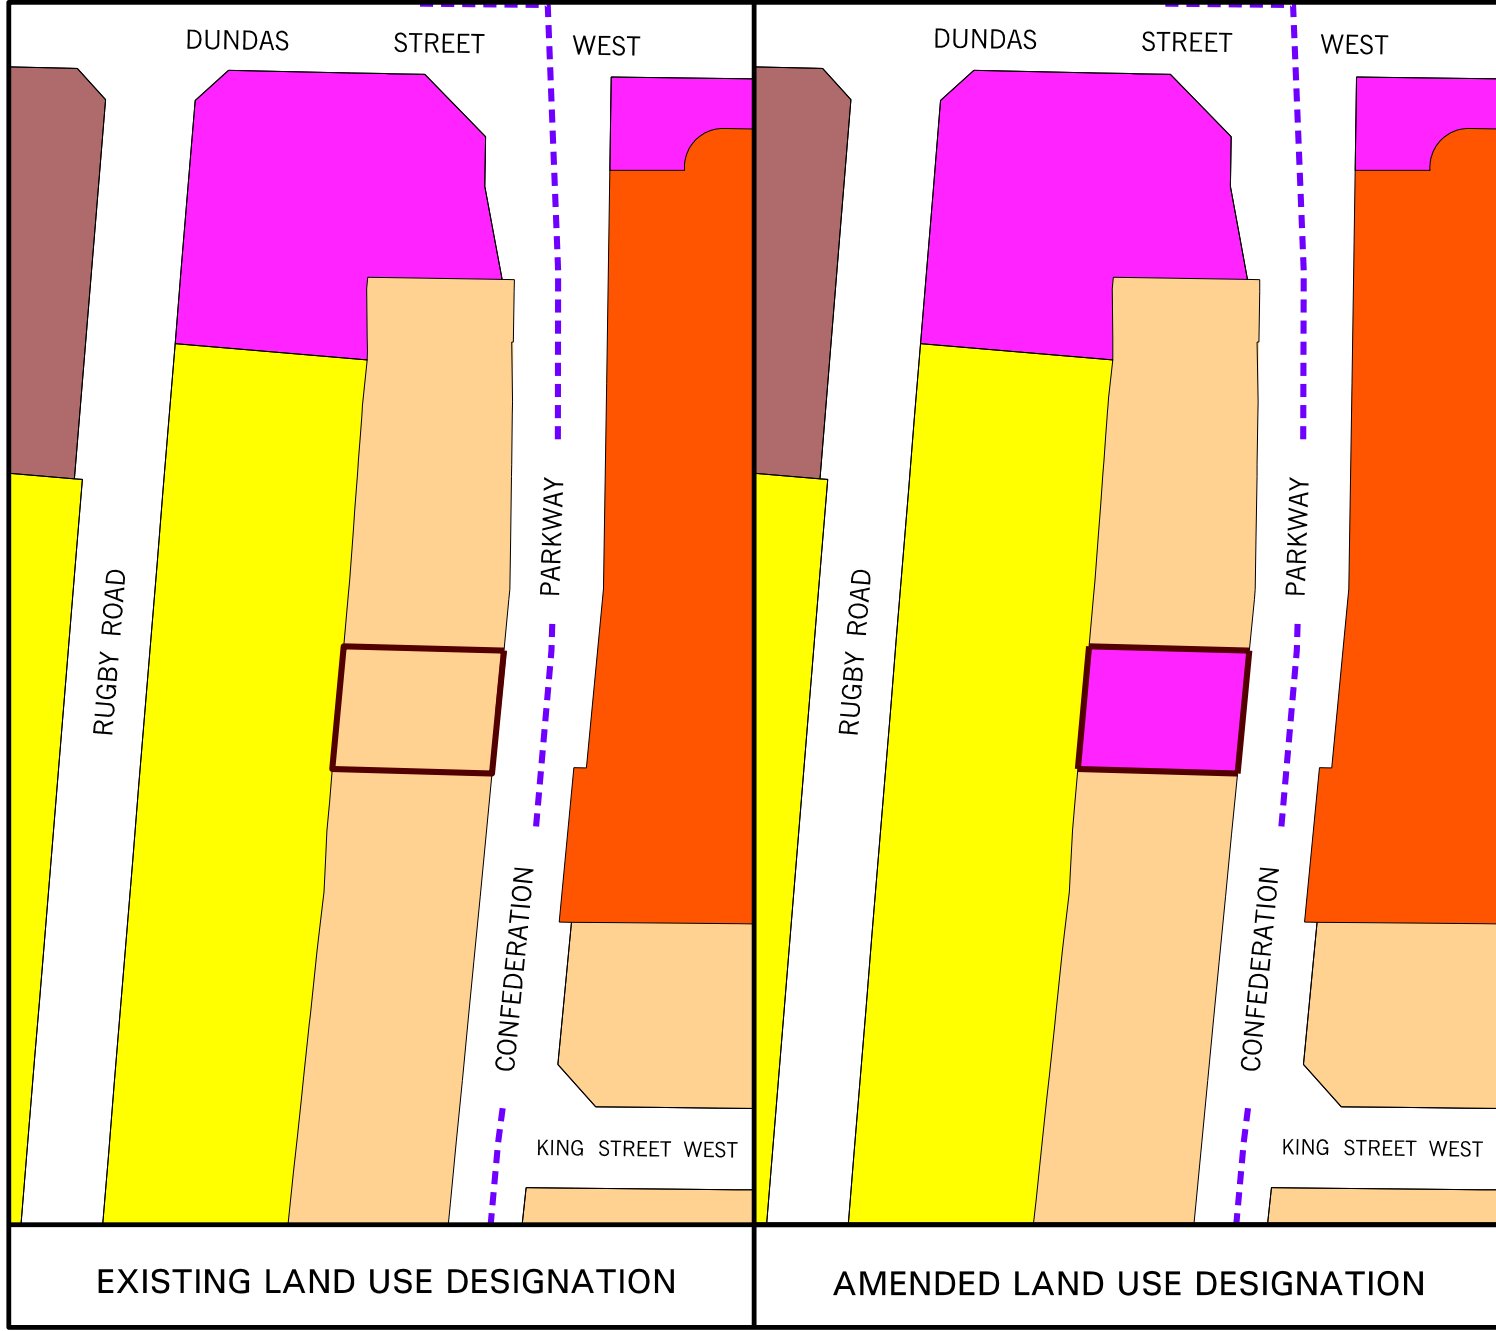 DUNDAS STREET WEST
PARKWAY
RUGBY ROAD
CONFEDERATION
KING STREET WEST
EXISTING LAND USE DESIGNATION
DUNDAS STREET WEST
PARKWAY
RUGBY ROAD
CONFEDERATION
KING STREET WEST
AMENDED LAND USE DESIGNATION